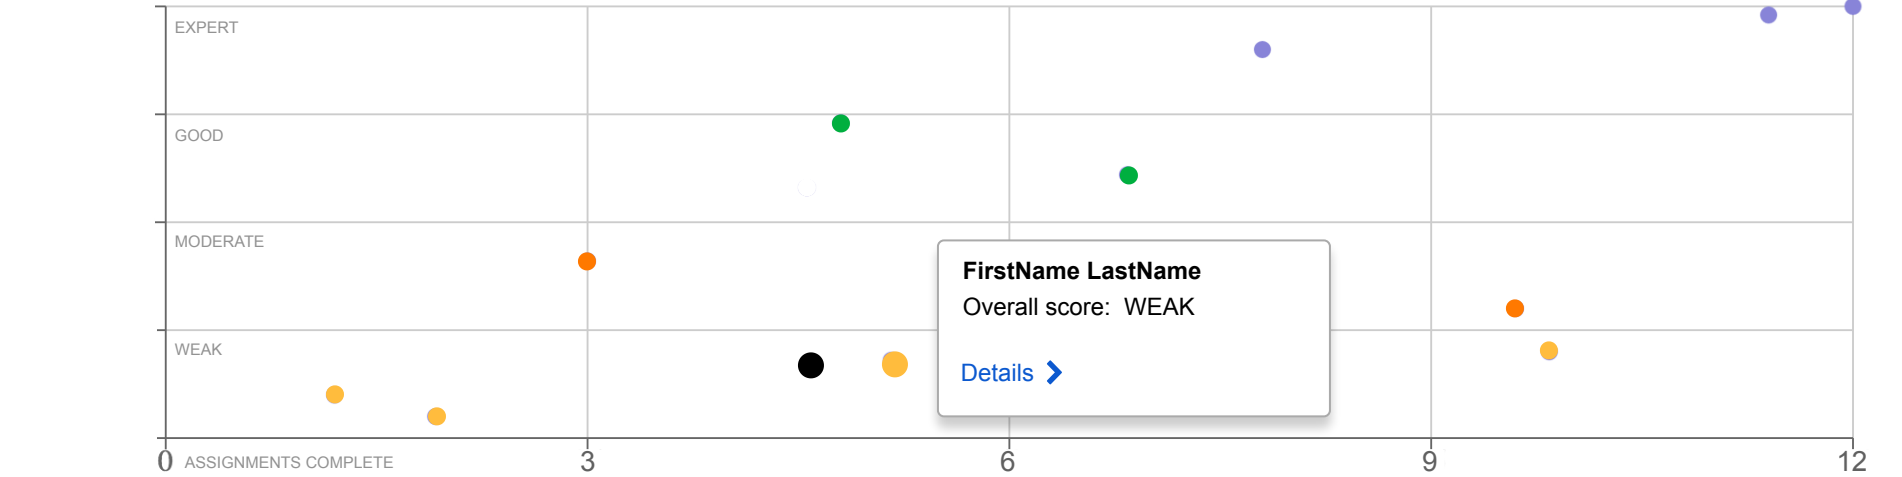 EXPERT
GOOD
MODERATE
FirstName LastName
Overall score: WEAK
WEAK
Details
0 ASSIGNMENTS COMPLETE 3 6 9 12